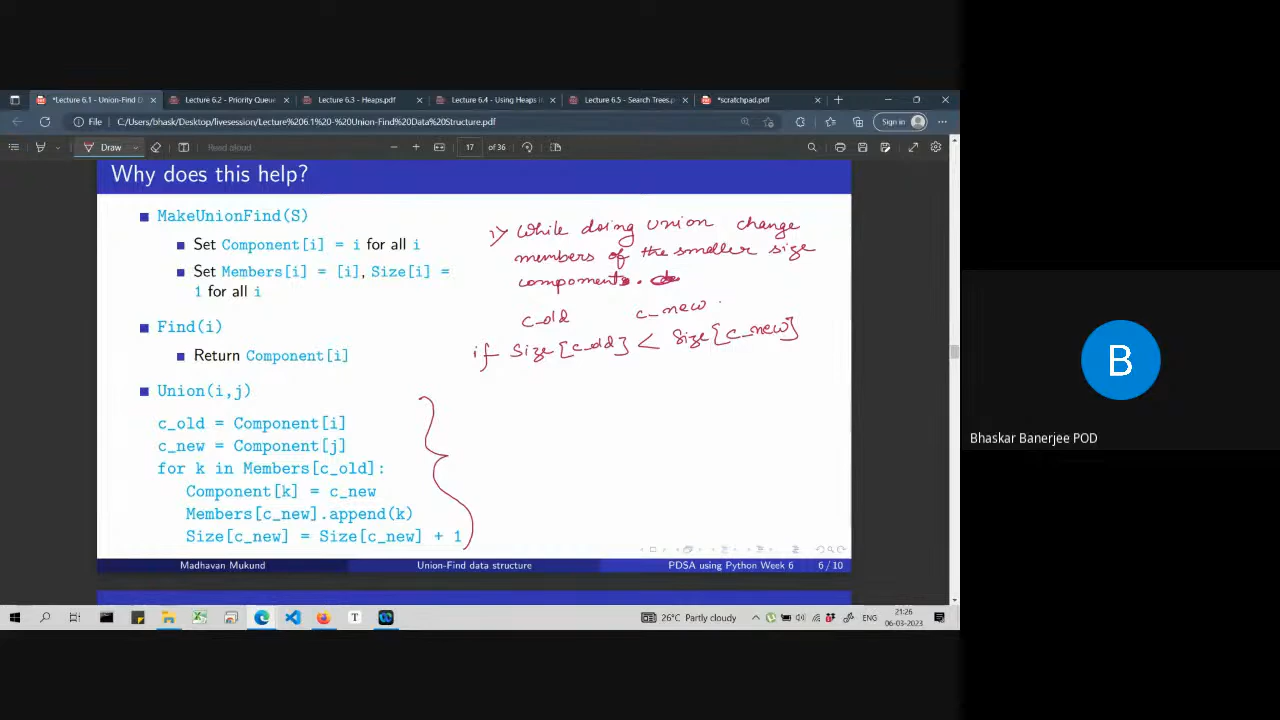 *Lecture 6.1 - Union-Find D
Lecture 6.2 - Priority Queue
Lecture 6.3 - Heaps.pdf
Lecture 6.4 - Using Heaps in
Lecture 6.5 - Search Trees.p
*scratchpad.pdf
File
C:/Users/bhask/Desktop/livesession/Lecture%206.1%20-%20Union-Find%20Data%20Structure.pdf
Sign in
Draw
Read aloud
17 of 36
Why does this help?
MakeUnionFind(S)
Set Component[i] = i for all i
Set Members[i] = [i], Size[i] =
1 for all i
Find(i)
Return Component[i]
Union(i,j)
c_old = Component[i]
c_new = Component[j]
for k in Members[c_old]:
Component[k] = c_new
Members[c_new].append(k)
Size[c_new] = Size[c_new] + 1
1) While doing union change
members of the smaller size
components.
c_old c_new
if Size[c_old] < Size[c_new]
Madhavan Mukund
Union-Find data structure
PDSA using Python Week 6
6 / 10
B
Bhaskar Banerjee POD
26°C Partly cloudy
ENG
21:26
06-03-2023